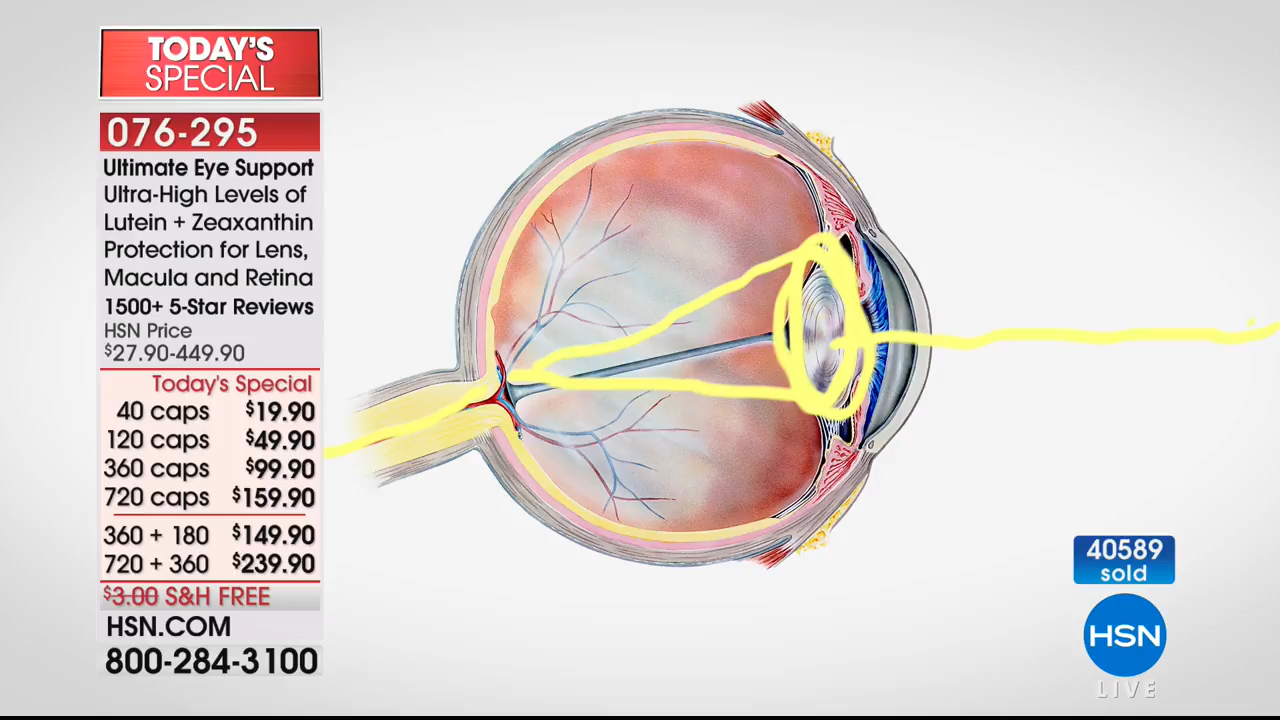 TODAY'S
SPECIAL
076-295
Ultimate Eye Support
Ultra-High Levels of
Lutein + Zeaxanthin
Protection for Lens,
Macula and Retina
1500+ 5-Star Reviews
HSN Price
$27.90-449.90
Today's Special
40 caps $19.90
120 caps $49.90
360 caps $99.90
720 caps $159.90
360 + 180 $149.90
720 + 360 $239.90
$3.00 S&H FREE
HSN.COM
800-284-3100
40589
sold
HSN
LIVE